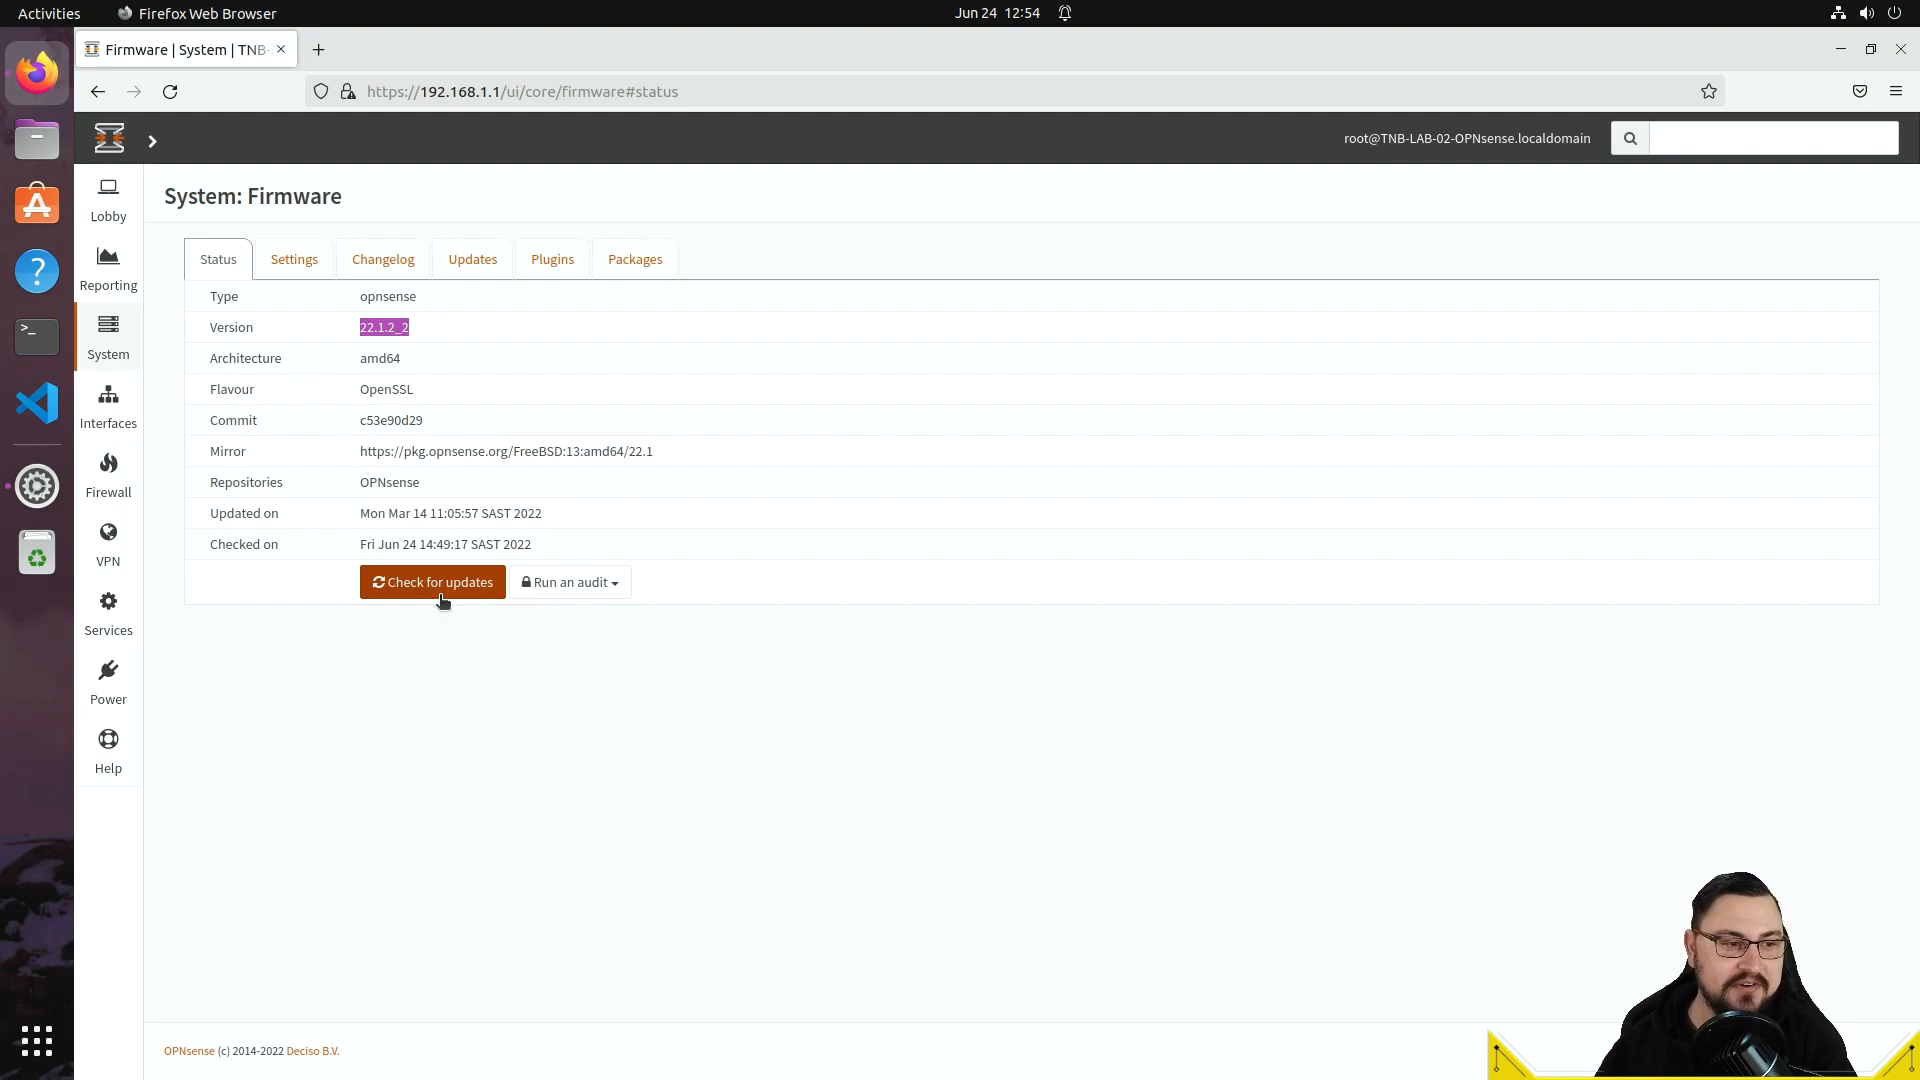 Activities
Firefox Web Browser
Jun 24 12:54
Firefox | System | TNB-
https://192.168.1.1/ui/core/firmware#status
root@TNB-LAB-02-OPNsense.localdomain
Lobby
Reporting
System
Interfaces
Firewall
VPN
Services
Power
Help
System: Firmware
Status
Settings
Changelog
Updates
Plugins
Packages
Type opnsense
Version 22.1.2_2
Architecture amd64
Flavour OpenSSL
Commit c53e90d29
Mirror https://pkg.opnsense.org/FreeBSD:13:amd64/22.1
Repositories OPNsense
Updated on Mon Mar 14 11:05:57 SAST 2022
Checked on Fri Jun 24 14:49:17 SAST 2022
Check for updates
Run an audit
OPNsense (c) 2014-2022 Deciso B.V.